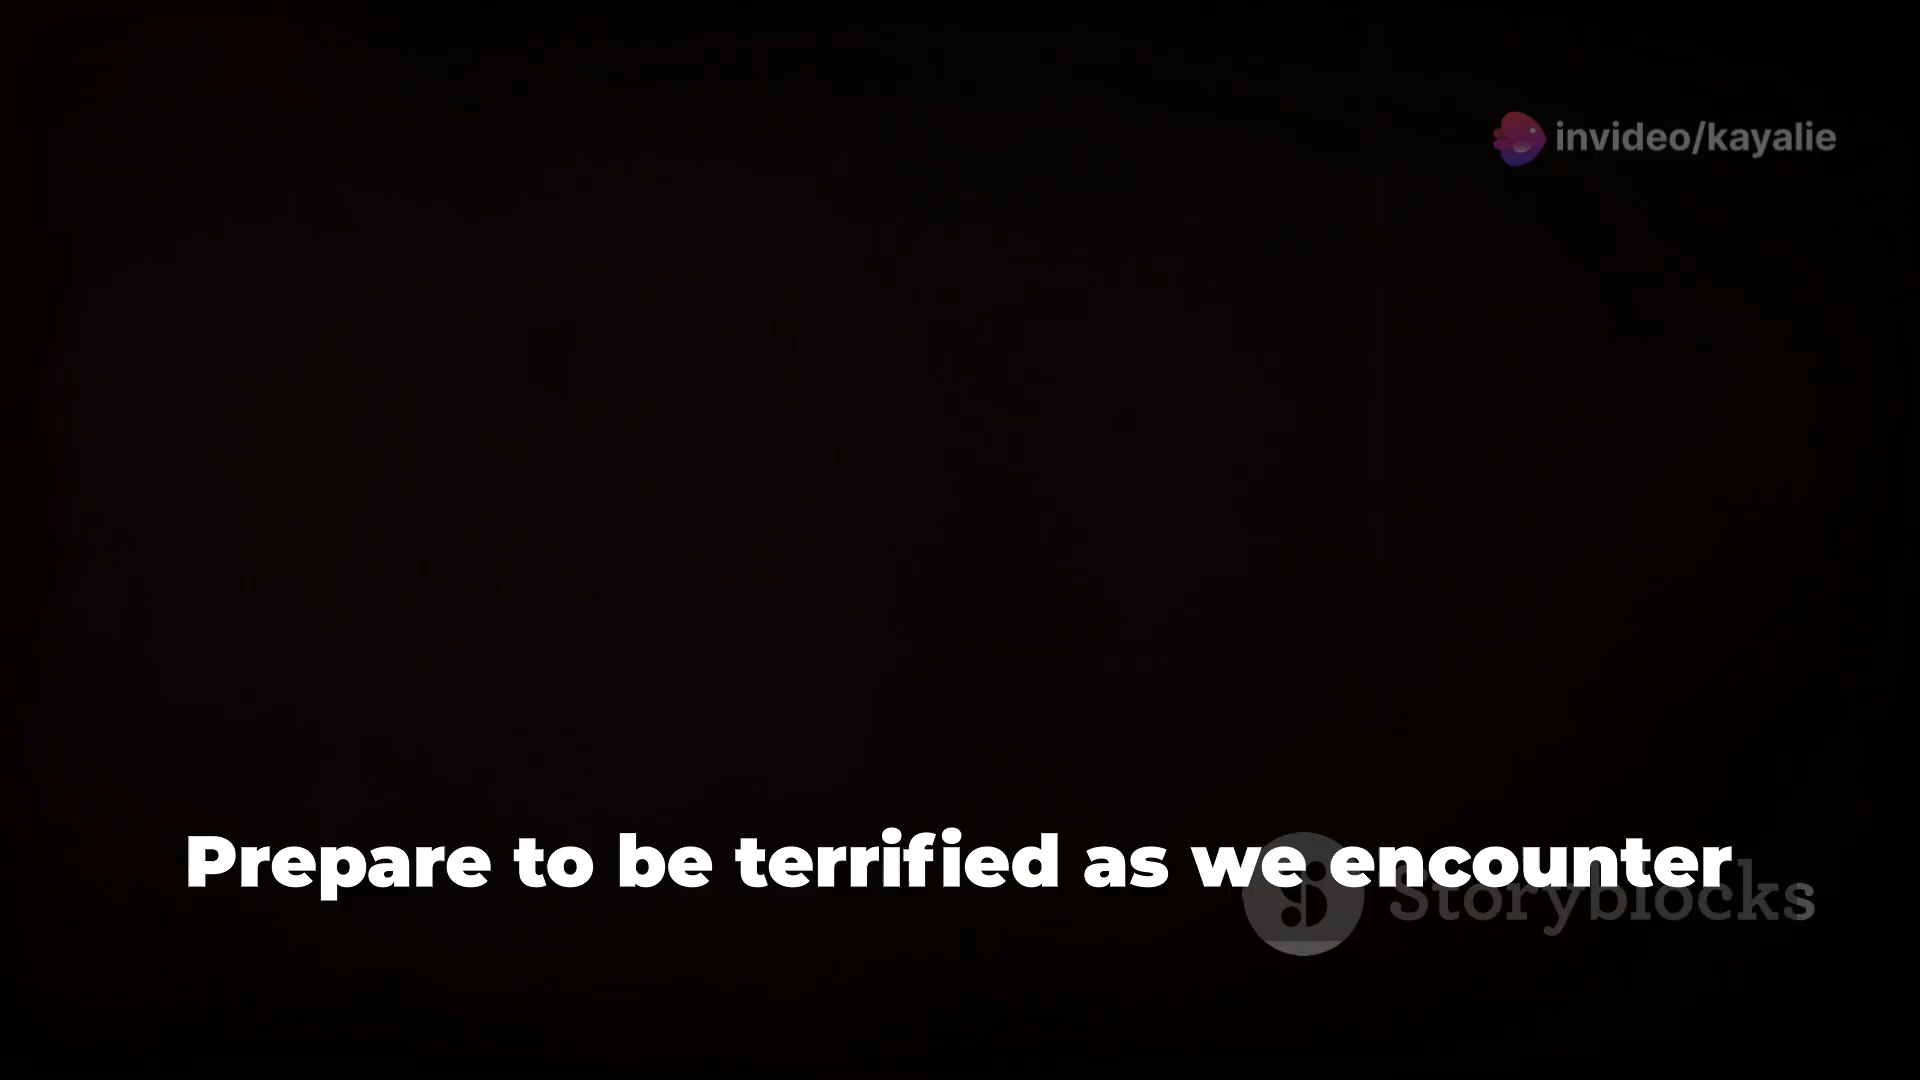 invideo/kayalie
Prepare to be terrified as we encounter
Storyblocks